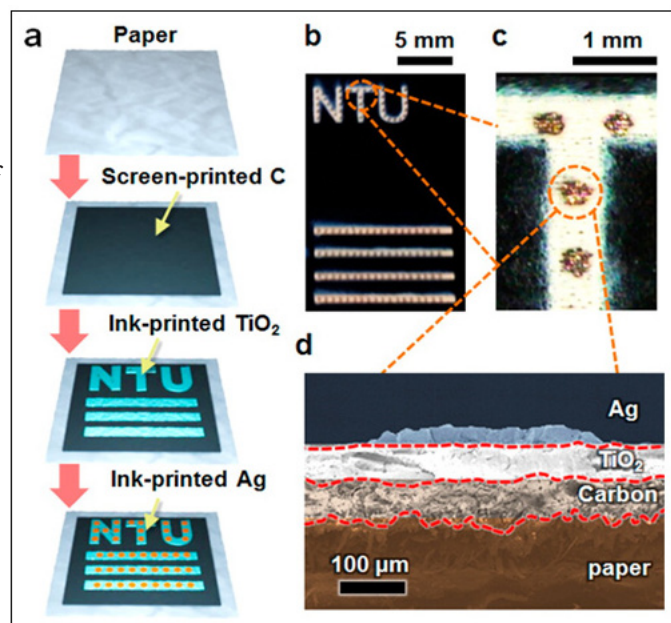 a
Paper
Screen-printed C
Ink-printed TiO₂
NTU
Ink-printed Ag
NTU
b
5 mm
NTU
c
1 mm
d
Ag
TiO₂
Carbon
paper
100 μm